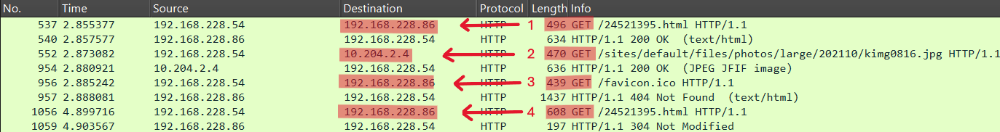 No. Time Source Destination Protocol Length Info
537 2.855377 192.168.228.54 192.168.228.86 HTTP 1 496 GET /24521395.html HTTP/1.1
540 2.857577 192.168.228.86 192.168.228.54 HTTP 634 HTTP/1.1 200 OK (text/html)
552 2.873082 192.168.228.54 10.204.2.4 HTTP 2 470 GET /sites/default/files/photos/large/202110/kimg0816.jpg HTTP/1.1
954 2.880921 10.204.2.4 192.168.228.54 HTTP 636 HTTP/1.1 200 OK (JPEG JFIF image)
956 2.885242 192.168.228.54 192.168.228.86 HTTP 3 439 GET /favicon.ico HTTP/1.1
957 2.888081 192.168.228.86 192.168.228.54 HTTP 1437 HTTP/1.1 404 Not Found (text/html)
1056 4.899716 192.168.228.54 192.168.228.86 HTTP 4 608 GET /24521395.html HTTP/1.1
1059 4.903567 192.168.228.86 192.168.228.54 HTTP 197 HTTP/1.1 304 Not Modified